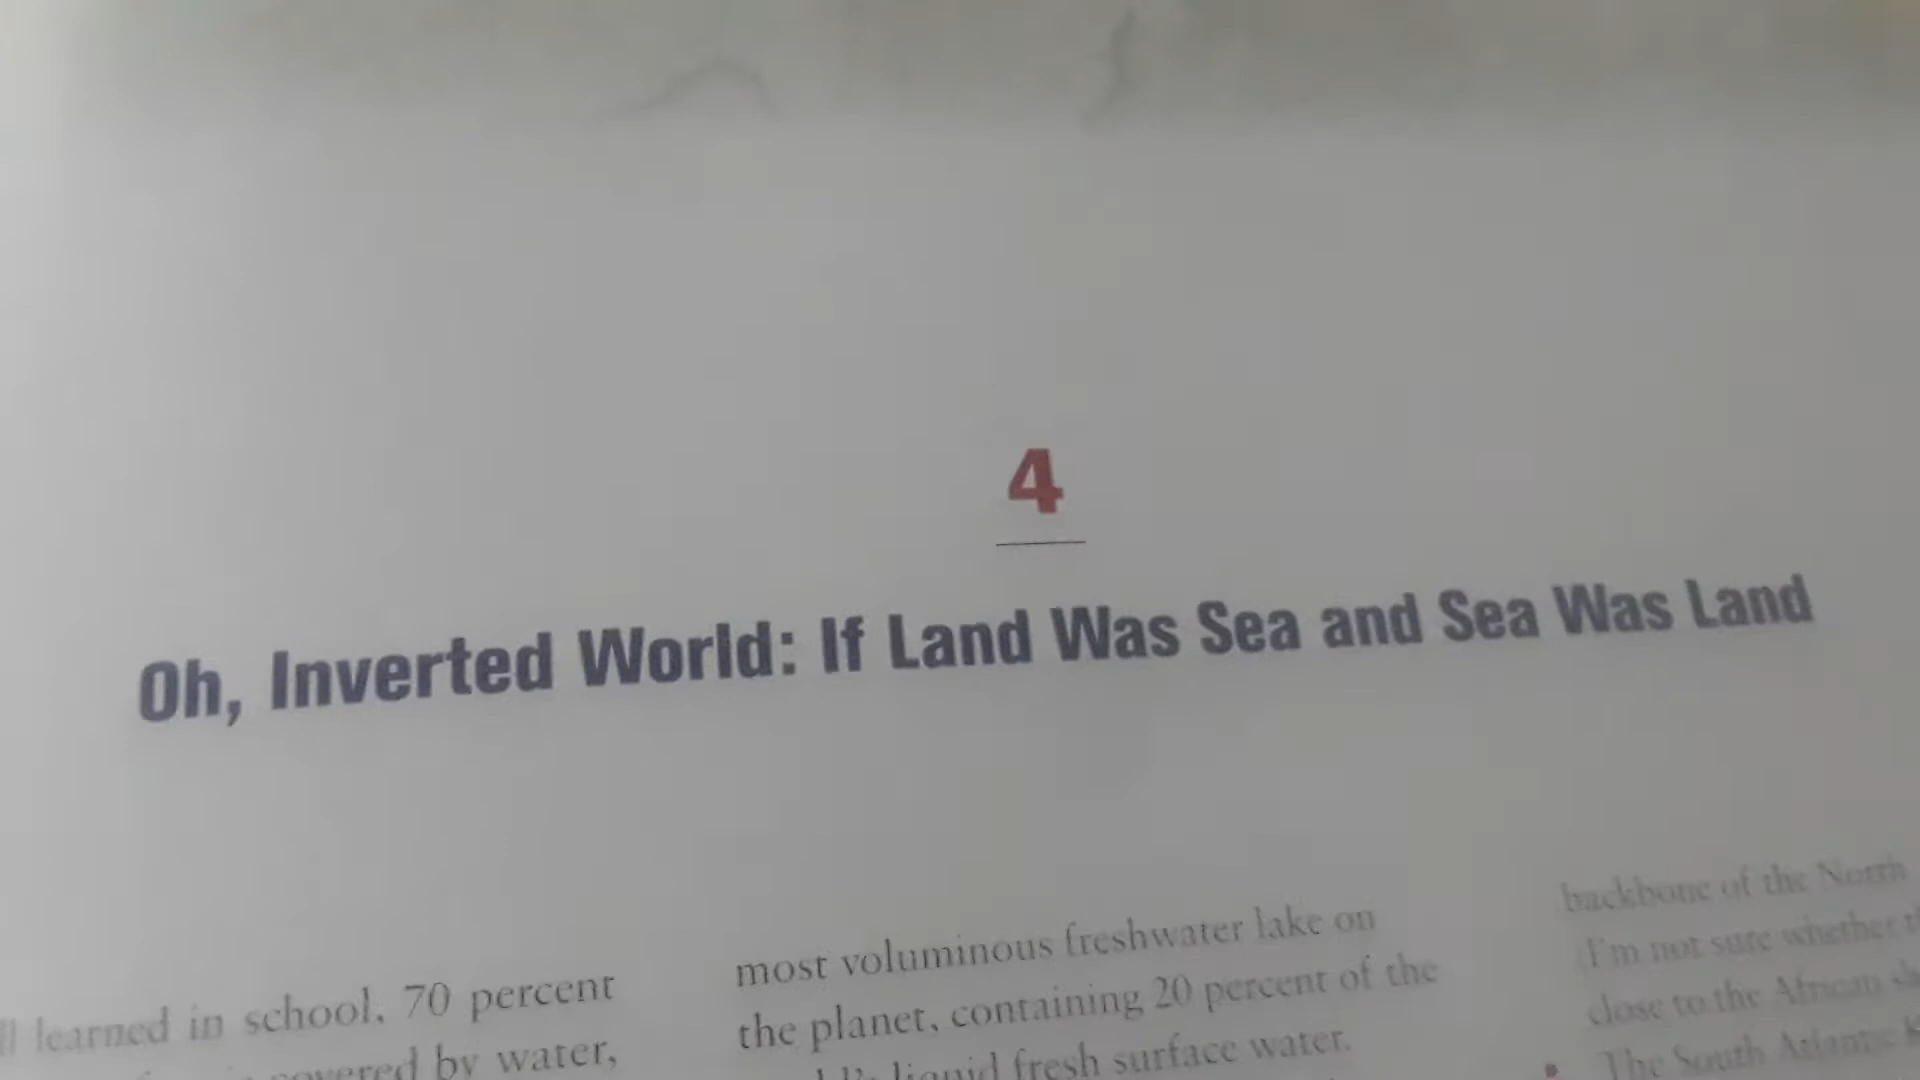 4
Oh, Inverted World: If Land Was Sea and Sea Was Land
learned in school, 70 percent
covered by water,
most voluminous freshwater lake on
the planet, containing 20 percent of the
liquid fresh surface water.
backbone of the North
I'm not sure whether
close to the African
The South Atlantic